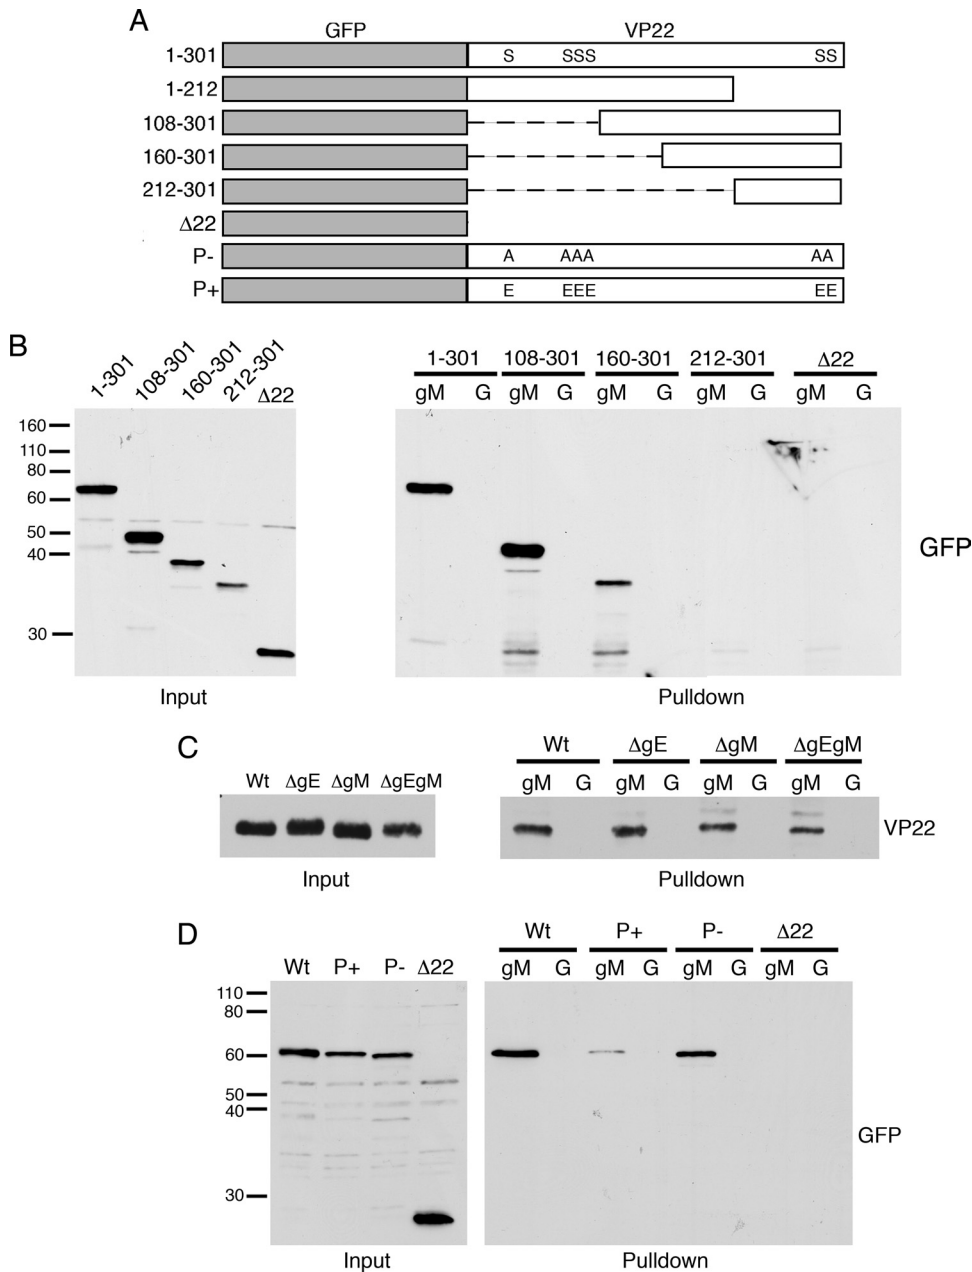 A
GFP VP22
1-301 S SSS SS
1-212
108-301
160-301
212-301
Δ22
P- A AAA AA
P+ E EEE EE
B
1-301 108-301 160-301 212-301 Δ22
1-301 108-301 160-301 212-301 Δ22
gM G gM G gM G gM G gM G
160
110
80
60
50
40
30
GFP
Input Pulldown
C
Wt ΔgE ΔgM ΔgEgM
Wt ΔgE ΔgM ΔgEgM
gM G gM G gM G gM G
VP22
Input Pulldown
D
Wt P+ P- Δ22
Wt P+ P- Δ22
gM G gM G gM G gM G
110
80
60
50
40
30
GFP
Input Pulldown